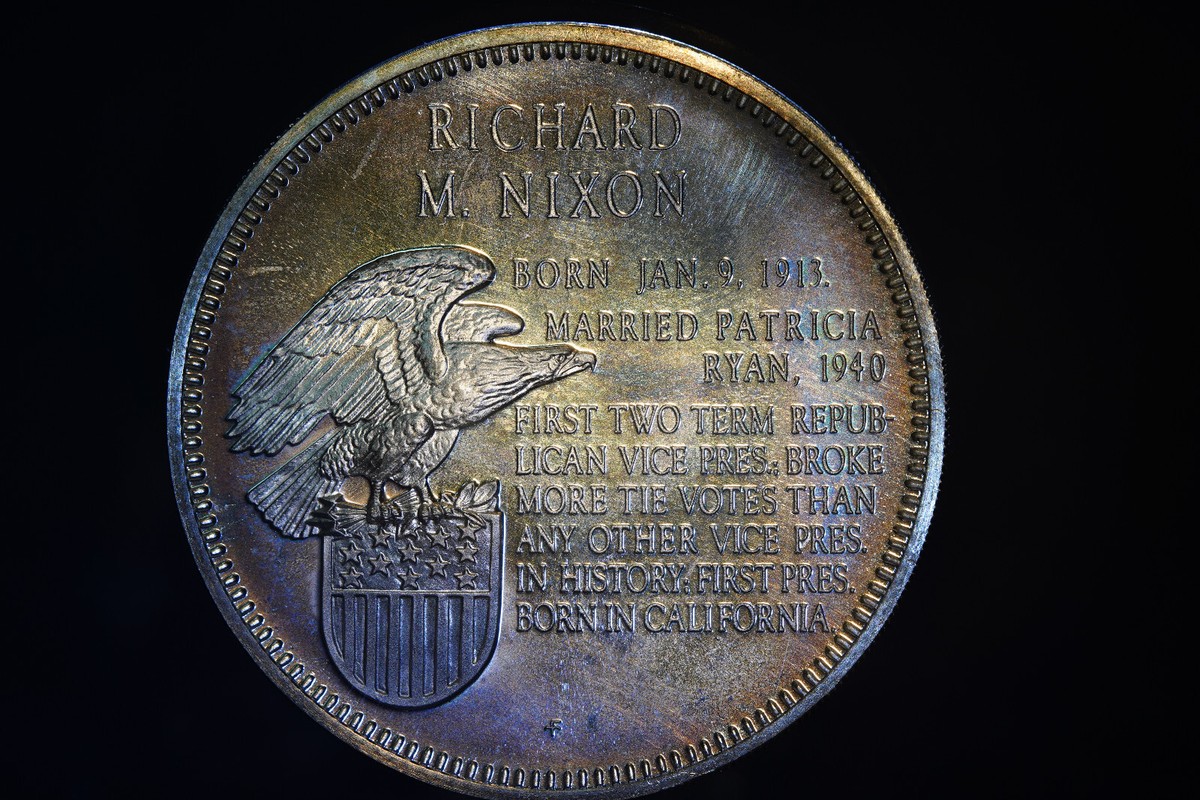 RICHARD
M. NIXON
BORN JAN. 9, 1913.
MARRIED PATRICIA
RYAN, 1940
FIRST TWO TERM REPUB-
LICAN VICE PRES.; BROKE
MORE TIE VOTES THAN
ANY OTHER VICE PRES.
IN HISTORY; FIRST PRES.
BORN IN CALIFORNIA.
F